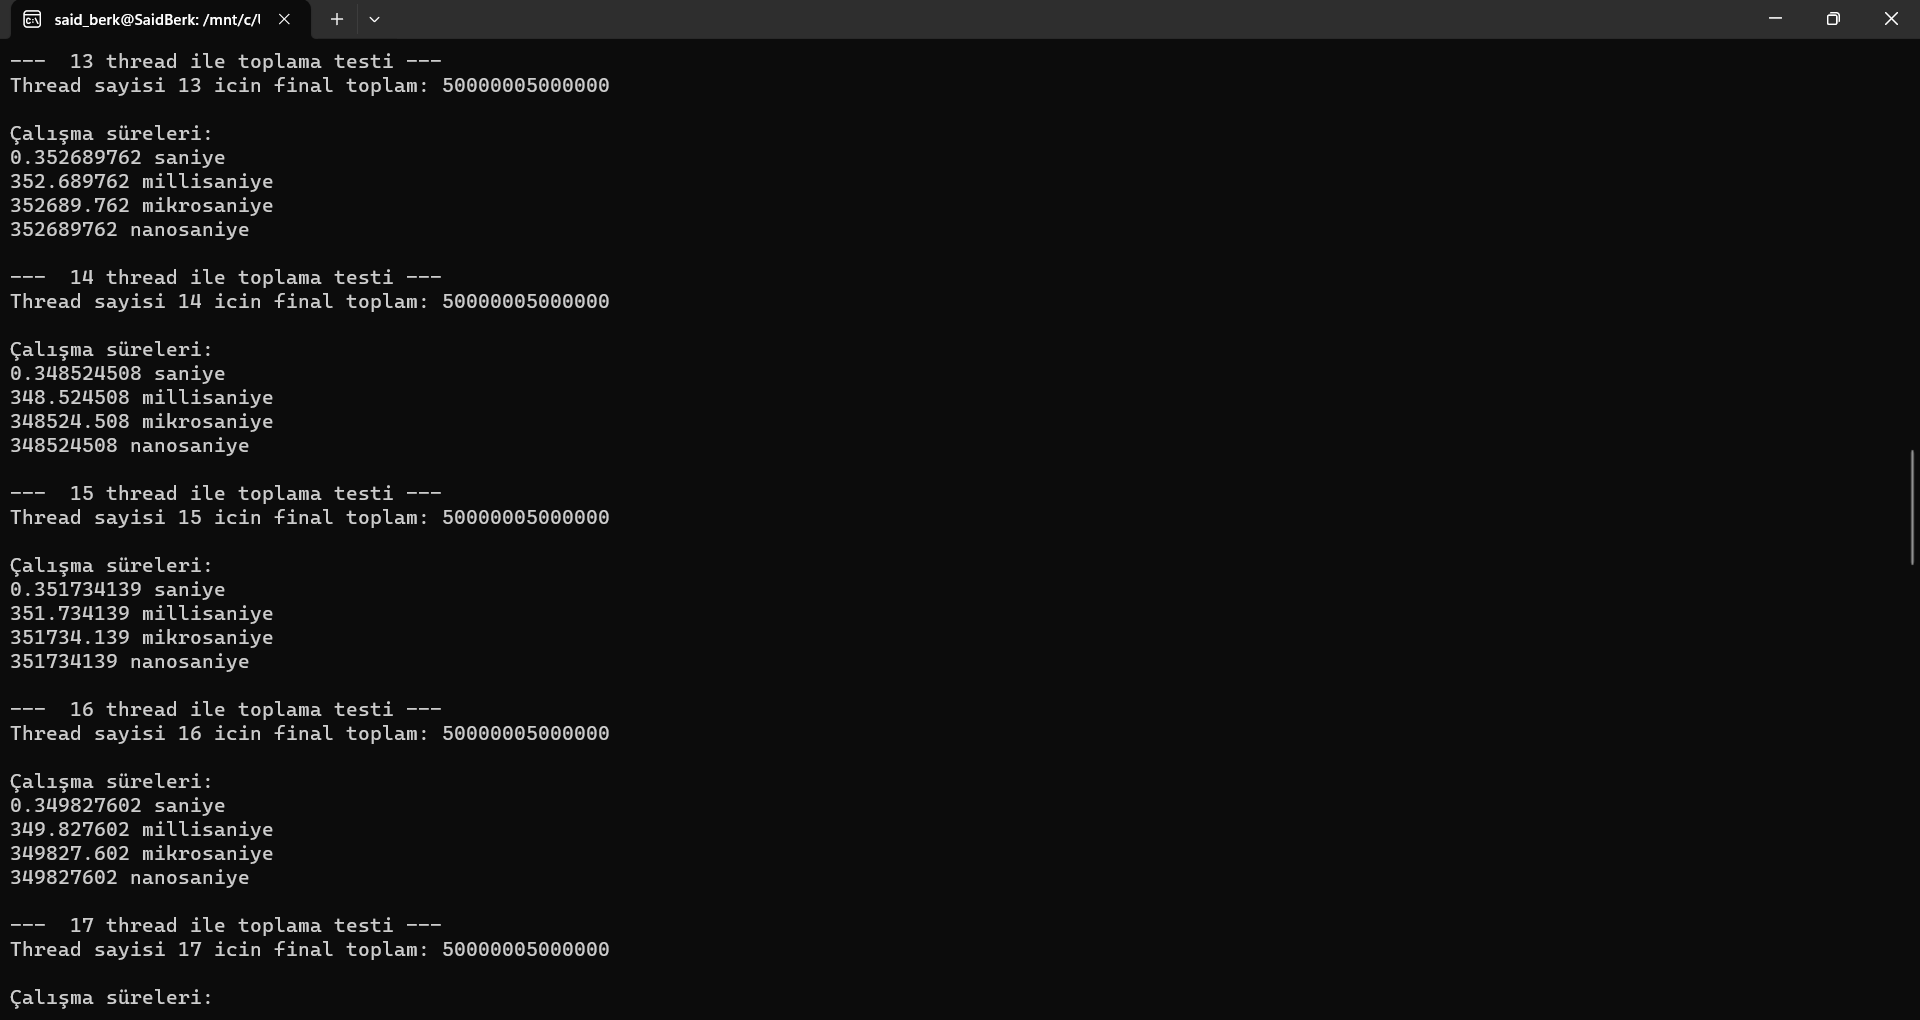 said_berk@SaidBerk: /mnt/c/
---  13 thread ile toplama testi ---
Thread sayisi 13 icin final toplam: 50000005000000
Çalışma süreleri:
0.352689762 saniye
352.689762 millisaniye
352689.762 mikrosaniye
352689762 nanosaniye
---  14 thread ile toplama testi ---
Thread sayisi 14 icin final toplam: 50000005000000
Çalışma süreleri:
0.348524508 saniye
348.524508 millisaniye
348524.508 mikrosaniye
348524508 nanosaniye
---  15 thread ile toplama testi ---
Thread sayisi 15 icin final toplam: 50000005000000
Çalışma süreleri:
0.351734139 saniye
351.734139 millisaniye
351734.139 mikrosaniye
351734139 nanosaniye
---  16 thread ile toplama testi ---
Thread sayisi 16 icin final toplam: 50000005000000
Çalışma süreleri:
0.349827602 saniye
349.827602 millisaniye
349827.602 mikrosaniye
349827602 nanosaniye
---  17 thread ile toplama testi ---
Thread sayisi 17 icin final toplam: 50000005000000
Çalışma süreleri: